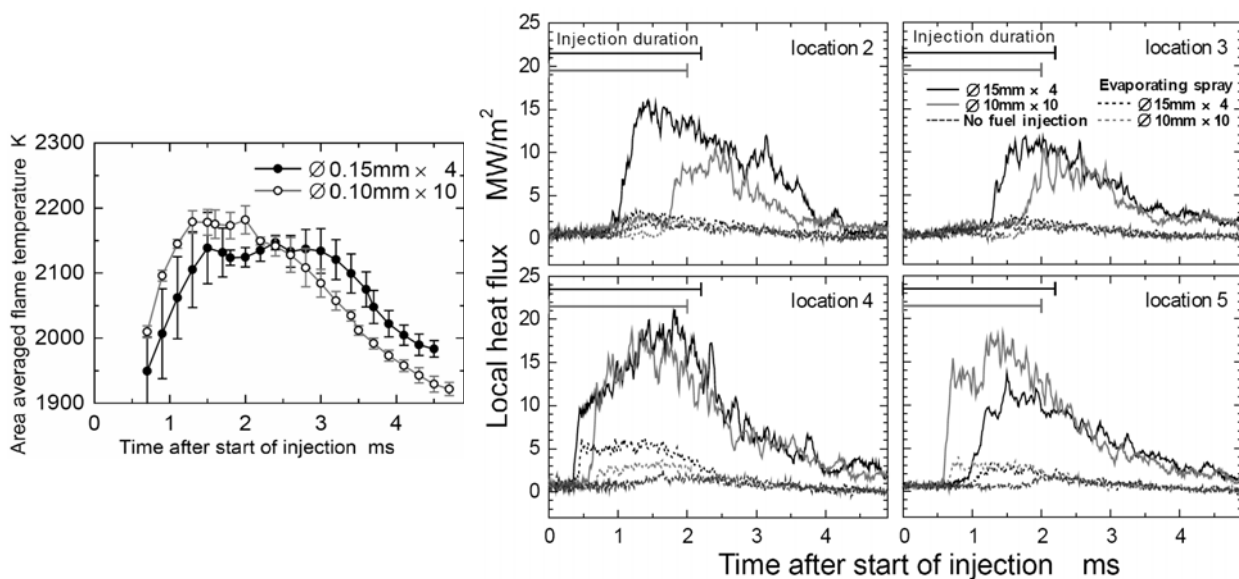 Area averaged flame temperature K
2300
2200
2100
2000
1900
Ø 0.15mm × 4
Ø 0.10mm × 10
0 1 2 3 4
Time after start of injection ms
Local heat flux MW/m²
25
20
15
10
5
0
Injection duration
location 2
Injection duration
location 3
Ø 15mm × 4
Ø 10mm × 10
No fuel injection
Evaporating spray
Ø 15mm × 4
Ø 10mm × 10
25
20
15
10
5
0
location 4
location 5
0 1 2 3 4
0 1 2 3 4
Time after start of injection ms